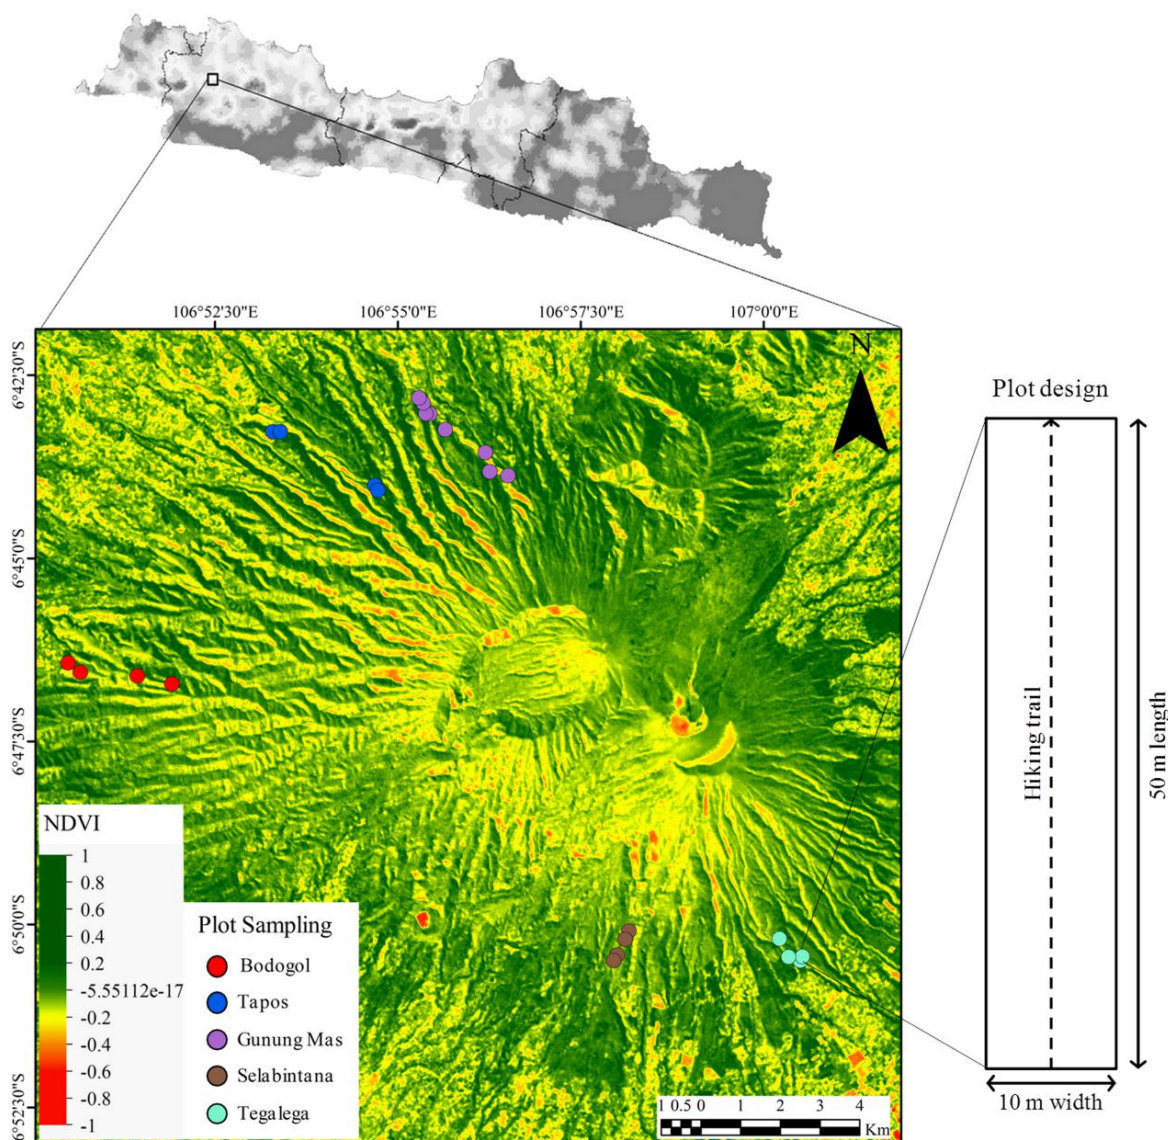 106°52'30"E 106°55'0"E 106°57'30"E 107°0'0"E
N
6°42'30"S
6°45'0"S
6°47'30"S
6°50'0"S
6°52'30"S
Plot design
Hiking trail
50 m length
10 m width
NDVI
1
0.8
0.6
0.4
0.2
-5.55112e-17
-0.2
-0.4
-0.6
-0.8
-1
Plot Sampling
Bodogol
Tapos
Gunung Mas
Selabintana
Tegalega
1 0.5 0 1 2 3 4
Km